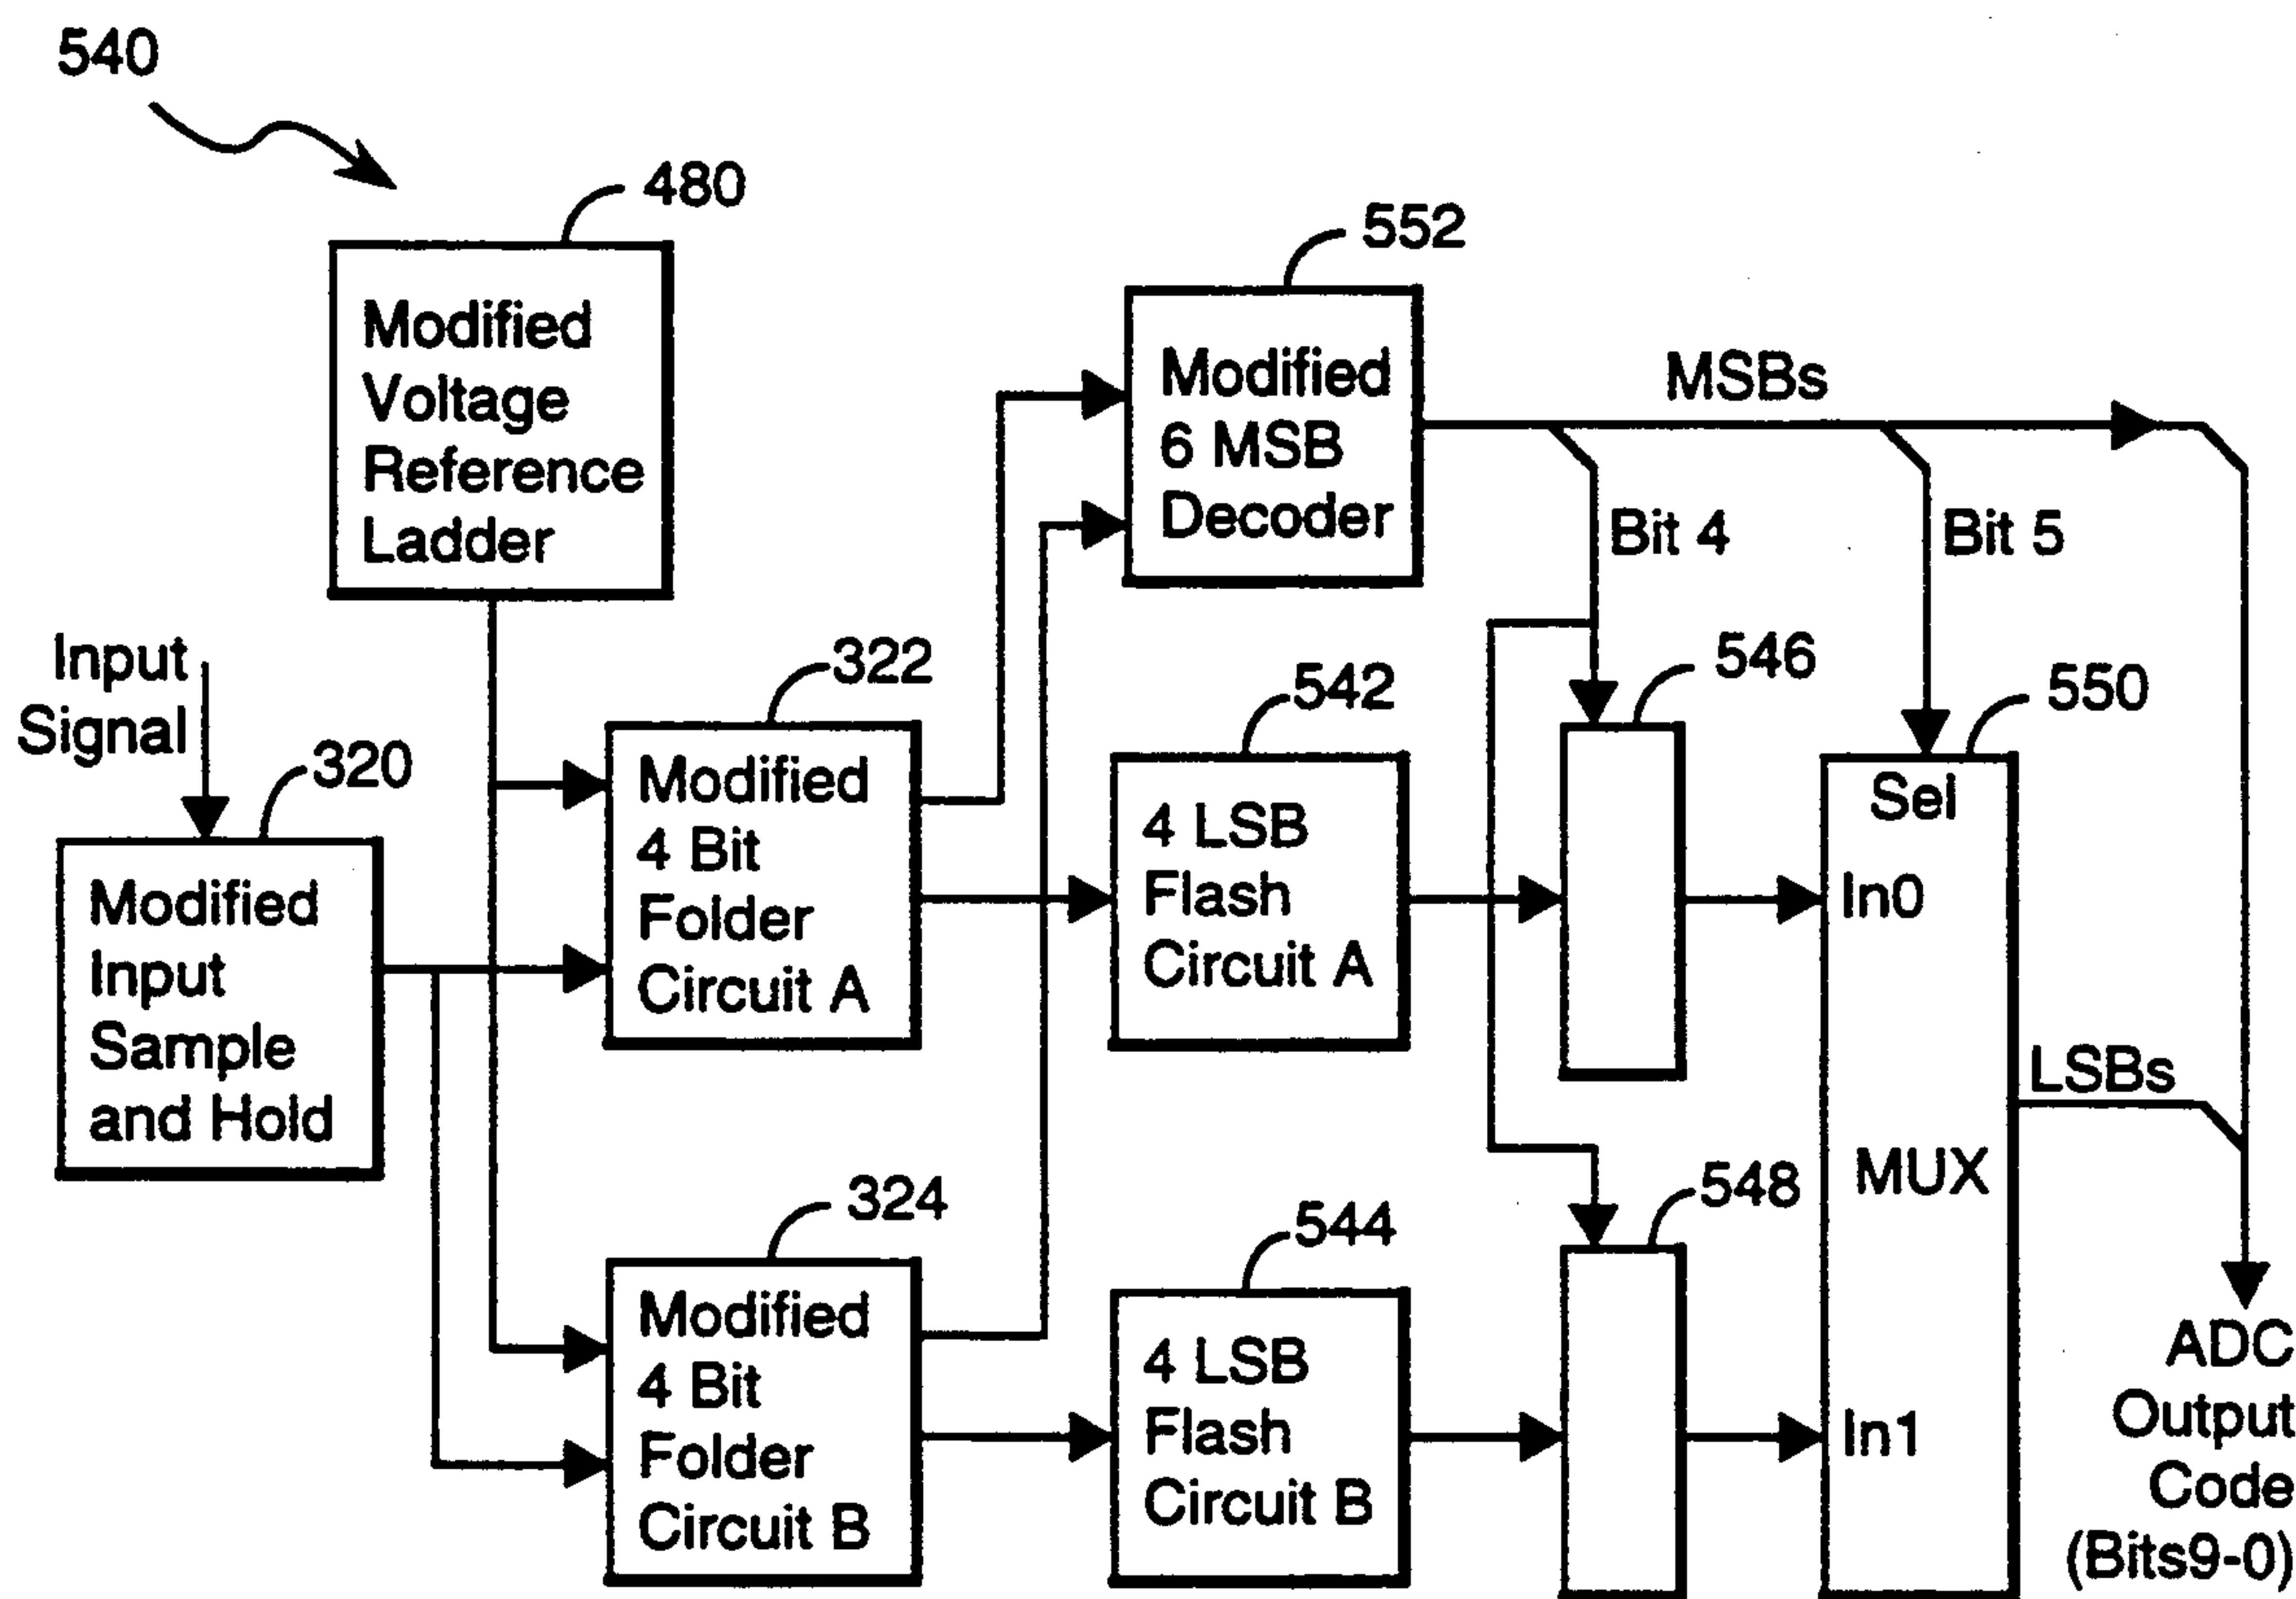 540
480
Modified
Voltage
Reference
Ladder
552
Modified
6 MSB
Decoder
MSBs
Bit 4
Bit 5
Input
Signal
320
Modified
Input
Sample
and Hold
322
Modified
4 Bit
Folder
Circuit A
542
4 LSB
Flash
Circuit A
546
550
Sel
In0
MUX
In1
LSBs
324
Modified
4 Bit
Folder
Circuit B
544
4 LSB
Flash
Circuit B
548
ADC
Output
Code
(Bits9-0)